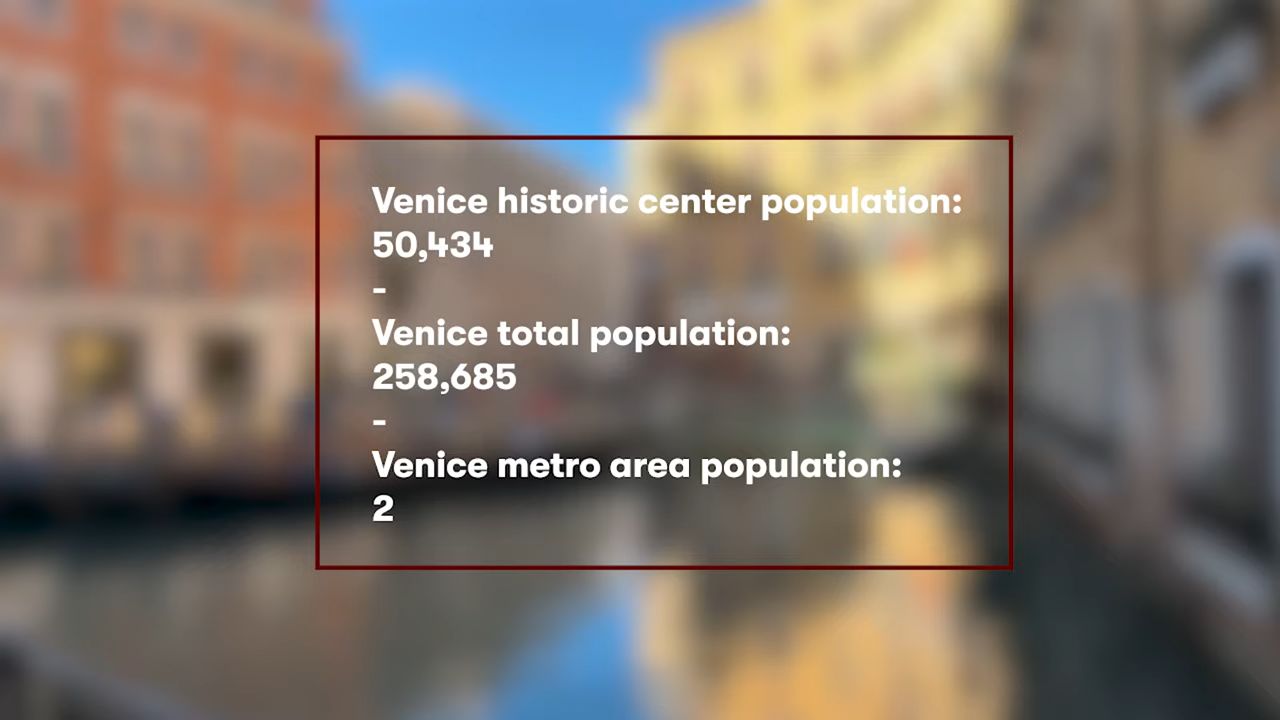 Venice historic center population:
50,434
-
Venice total population:
258,685
-
Venice metro area population:
2